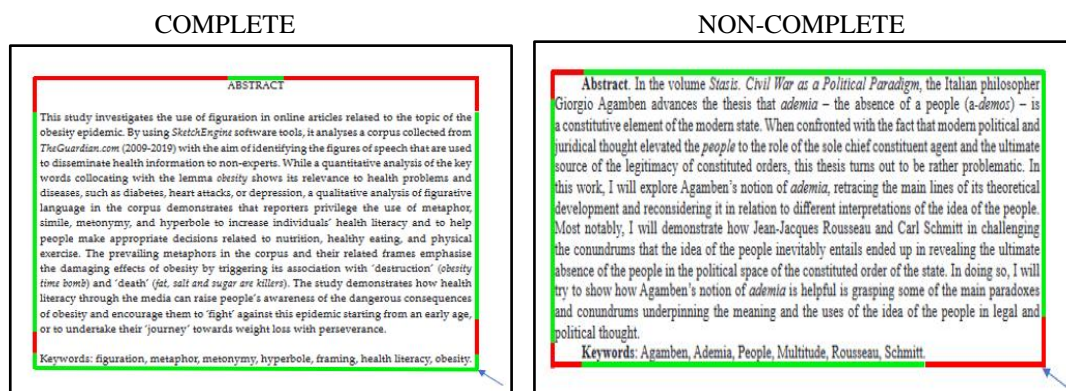 COMPLETE
ABSTRACT
This study investigates the use of figuration in online articles related to the topic of the
obesity epidemic. By using SketchEngine software tools, it analyses a corpus collected from
TheGuardian.com (2009-2019) with the aim of identifying the figures of speech that are used
to disseminate health information to non-experts. While a quantitative analysis of the key
words collocating with the lemma obesity shows its relevance to health problems and
diseases, such as diabetes, heart attacks, or depression, a qualitative analysis of figurative
language in the corpus demonstrates that reporters privilege the use of metaphor,
simile, metonymy, and hyperbole to increase individuals' health literacy and to help
people make appropriate decisions related to nutrition, healthy eating, and physical
exercise. The prevailing metaphors in the corpus and their related frames emphasise
the damaging effects of obesity by triggering its association with 'destruction' (obesity
time bomb) and 'death' (fat, salt and sugar are killers). The study demonstrates how health
literacy through the media can raise people's awareness of the dangerous consequences
of obesity and encourage them to 'fight' against this epidemic starting from an early age,
or to undertake their 'journey' towards weight loss with perseverance.
Keywords: figuration, metaphor, metonymy, hyperbole, framing, health literacy, obesity.
NON-COMPLETE
Abstract. In the volume Stasis. Civil War as a Political Paradigm, the Italian philosopher
Giorgio Agamben advances the thesis that ademia – the absence of a people (a-demos) – is
a constitutive element of the modern state. When confronted with the fact that modern political and
juridical thought elevated the people to the role of the sole chief constituent agent and the ultimate
source of the legitimacy of constituted orders, this thesis turns out to be rather problematic. In
this work, I will explore Agamben's notion of ademia, retracing the main lines of its theoretical
development and reconsidering it in relation to different interpretations of the idea of the people.
Most notably, I will demonstrate how Jean-Jacques Rousseau and Carl Schmitt in challenging
the conundrums that the idea of the people inevitably entails ended up in revealing the ultimate
absence of the people in the political space of the constituted order of the state. In doing so, I will
try to show how Agamben's notion of ademia is helpful is grasping some of the main paradoxes
and conundrums underpinning the meaning and the uses of the idea of the people in legal and
political thought.
Keywords: Agamben, Ademia, People, Multitude, Rousseau, Schmitt.